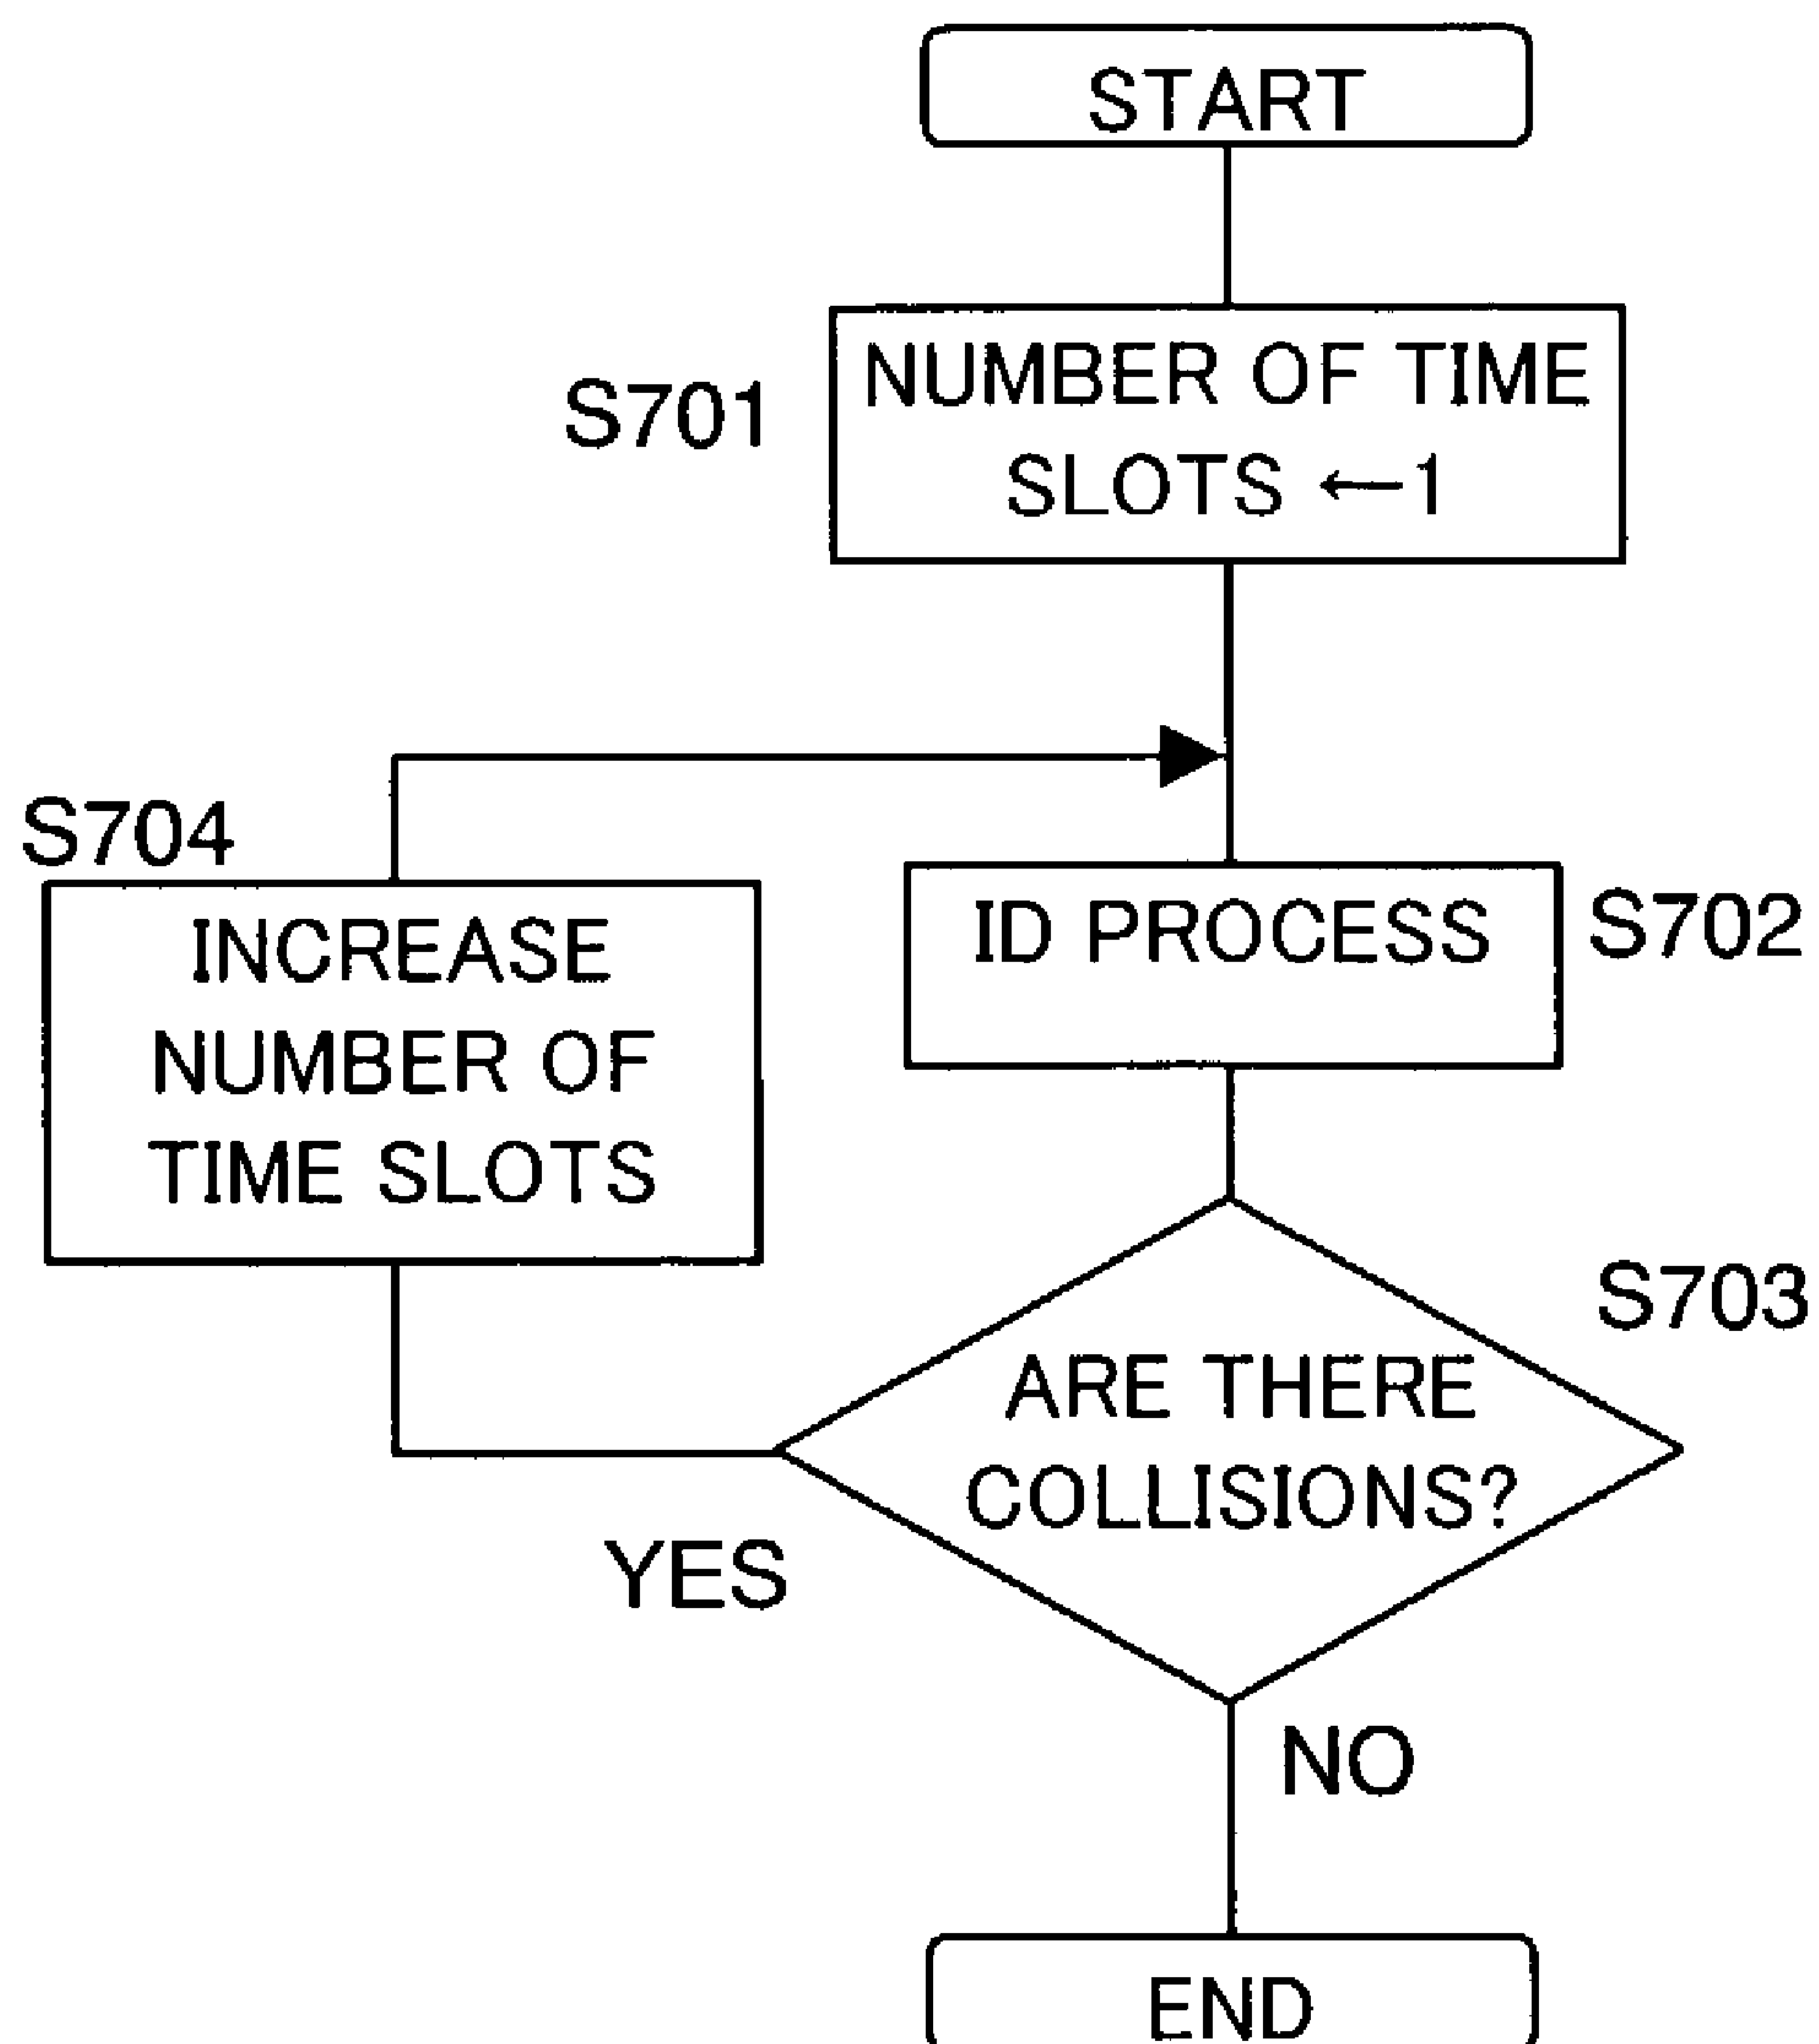 START
S701
NUMBER OF TIME
SLOTS ←1
S704
INCREASE
NUMBER OF
TIME SLOTS
ID PROCESS
S702
S703
ARE THERE
COLLISIONS?
YES
NO
END